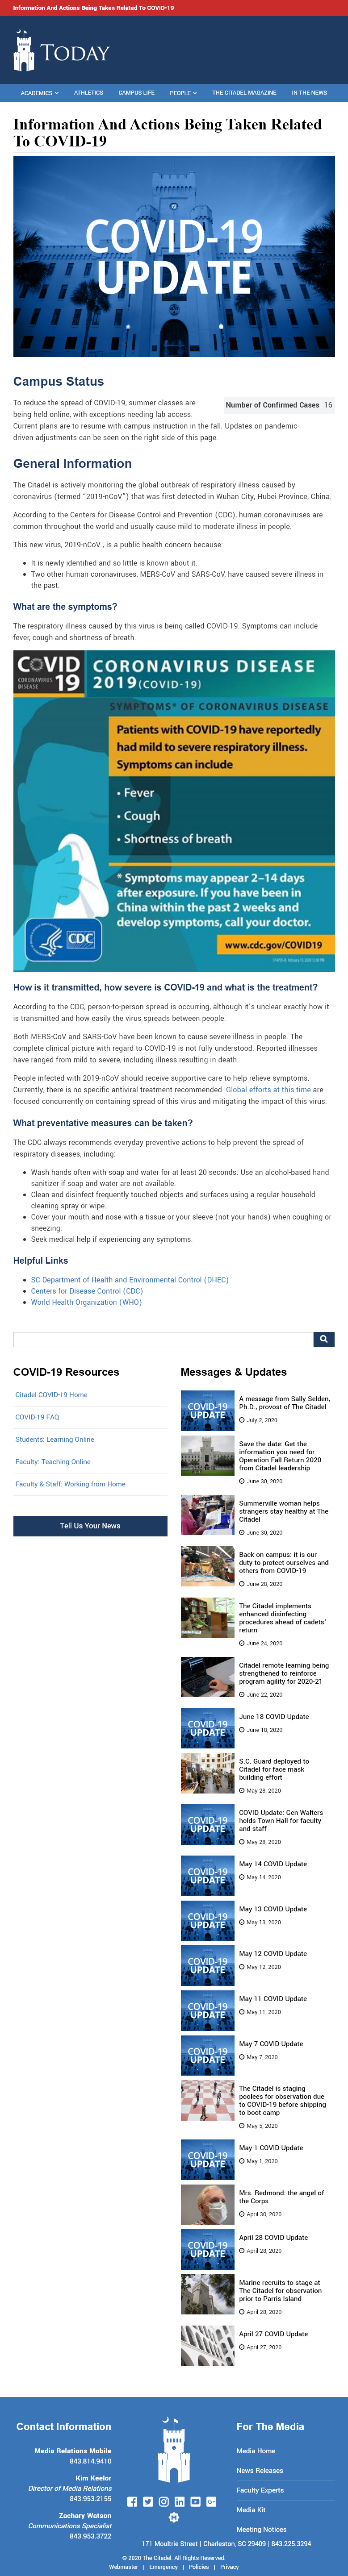 Information And Actions Being Taken Related To COVID-19
TODAY
ACADEMICS
ATHLETICS
CAMPUS LIFE
PEOPLE
THE CITADEL MAGAZINE
IN THE NEWS
Information And Actions Being Taken Related
To COVID-19
COVID-19
UPDATE
Campus Status
Number of Confirmed Cases 16
To reduce the spread of COVID-19, summer classes are
being held online, with exceptions needing lab access.
Current plans are to resume with campus instruction in the fall. Updates on pandemic-
driven adjustments can be seen on the right side of this page.
General Information
The Citadel is actively monitoring the global outbreak of respiratory illness caused by
coronavirus (termed "2019-nCoV") that was first detected in Wuhan City, Hubei Province, China.
According to the Centers for Disease Control and Prevention (CDC), human coronaviruses are
common throughout the world and usually cause mild to moderate illness in people.
This new virus, 2019-nCoV , is a public health concern because:
• It is newly identified and so little is known about it.
• Two other human coronaviruses, MERS-CoV and SARS-CoV, have caused severe illness in
the past.
What are the symptoms?
The respiratory illness caused by this virus is being called COVID-19. Symptoms can include
fever, cough and shortness of breath.
COVID
19
CORONAVIRUS
DISEASE
CORONAVIRUS DISEASE
2019 (COVID-19)
SYMPTOMS* OF CORONAVIRUS
Patients with COVID-19 have reportedly
had mild to severe respiratory illness.
Symptoms can include
• Fever
• Cough
• Shortness of breath
* Symptoms may appear 2–14 days
after exposure. If you have been in
China within the past 2 weeks and
develop symptoms, call your doctor.
CDC
www.cdc.gov/COVID19
How is it transmitted, how severe is COVID-19 and what is the treatment?
According to the CDC, person-to-person spread is occurring, although it's unclear exactly how it
is transmitted and how easily the virus spreads between people.
Both MERS-CoV and SARS-CoV have been known to cause severe illness in people. The
complete clinical picture with regard to COVID-19 is not fully understood. Reported illnesses
have ranged from mild to severe, including illness resulting in death.
People infected with 2019-nCoV should receive supportive care to help relieve symptoms.
Currently, there is no specific antiviral treatment recommended. Global efforts at this time are
focused concurrently on containing spread of this virus and mitigating the impact of this virus.
What preventative measures can be taken?
The CDC always recommends everyday preventive actions to help prevent the spread of
respiratory diseases, including:
• Wash hands often with soap and water for at least 20 seconds. Use an alcohol-based hand
sanitizer if soap and water are not available.
• Clean and disinfect frequently touched objects and surfaces using a regular household
cleaning spray or wipe.
• Cover your mouth and nose with a tissue or your sleeve (not your hands) when coughing or
sneezing.
• Seek medical help if experiencing any symptoms.
Helpful Links
• SC Department of Health and Environmental Control (DHEC)
• Centers for Disease Control (CDC)
• World Health Organization (WHO)
COVID-19 Resources
Citadel COVID-19 Home
COVID-19 FAQ
Students: Learning Online
Faculty: Teaching Online
Faculty & Staff: Working from Home
Tell Us Your News
Messages & Updates
COVID-19
UPDATE
A message from Sally Selden,
Ph.D., provost of The Citadel
July 2, 2020
Save the date: Get the
information you need for
Operation Fall Return 2020
from Citadel leadership
June 30, 2020
Summerville woman helps
strangers stay healthy at The
Citadel
June 30, 2020
Back on campus: it is our
duty to protect ourselves and
others from COVID-19
June 28, 2020
The Citadel implements
enhanced disinfecting
procedures ahead of cadets'
return
June 24, 2020
Citadel remote learning being
strengthened to reinforce
program agility for 2020-21
June 22, 2020
COVID-19
UPDATE
June 18 COVID Update
June 18, 2020
S.C. Guard deployed to
Citadel for face mask
building effort
May 28, 2020
COVID-19
UPDATE
COVID Update: Gen Walters
holds Town Hall for faculty
and staff
May 28, 2020
COVID-19
UPDATE
May 14 COVID Update
May 14, 2020
COVID-19
UPDATE
May 13 COVID Update
May 13, 2020
COVID-19
UPDATE
May 12 COVID Update
May 12, 2020
COVID-19
UPDATE
May 11 COVID Update
May 11, 2020
COVID-19
UPDATE
May 7 COVID Update
May 7, 2020
The Citadel is staging
poolees for observation due
to COVID-19 before shipping
to boot camp
May 5, 2020
COVID-19
UPDATE
May 1 COVID Update
May 1, 2020
Mrs. Redmond: the angel of
the Corps
April 30, 2020
COVID-19
UPDATE
April 28 COVID Update
April 28, 2020
Marine recruits to stage at
The Citadel for observation
prior to Parris Island
April 28, 2020
April 27 COVID Update
April 27, 2020
Contact Information
Media Relations Mobile
843.814.9410
Kim Keelor
Director of Media Relations
843.953.2155
Zachary Watson
Communications Specialist
843.953.3722
For The Media
Media Home
News Releases
Faculty Experts
Media Kit
Meeting Notices
171 Moultrie Street | Charleston, SC 29409 | 843.225.3294
© 2020 The Citadel. All Rights Reserved.
Webmaster | Emergency | Policies | Privacy